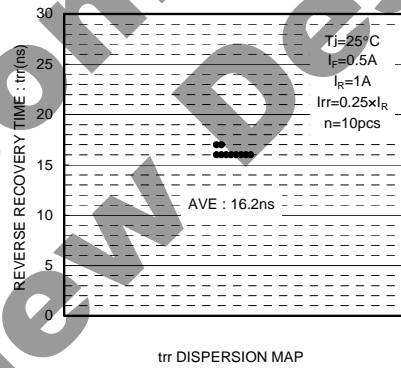 30
25
20
15
10
5
0
REVERSE RECOVERY TIME : trr(ns)
Tj=25°C
IF=0.5A
IR=1A
Irr=0.25×IR
n=10pcs
AVE : 16.2ns
trr DISPERSION MAP